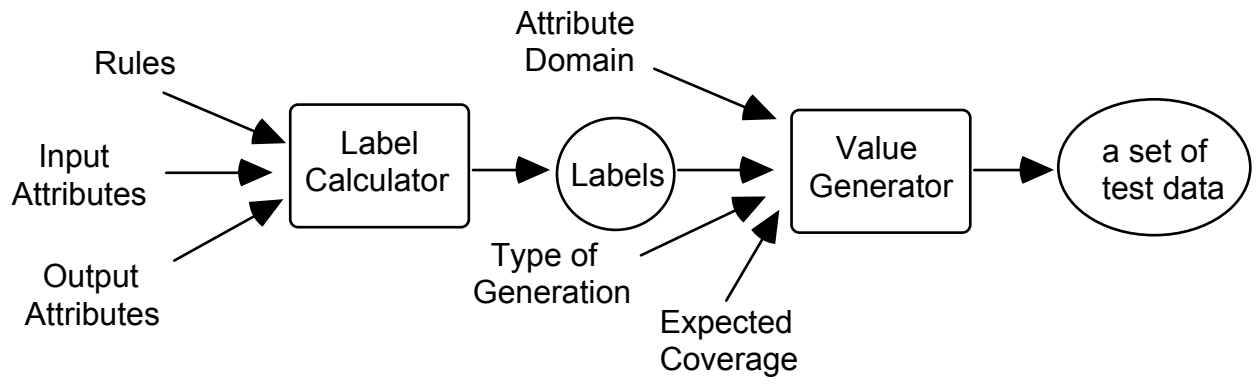 Rules
Input
Attributes
Output
Attributes
Label
Calculator
Labels
Attribute
Domain
Type of
Generation
Expected
Coverage
Value
Generator
a set of
test data